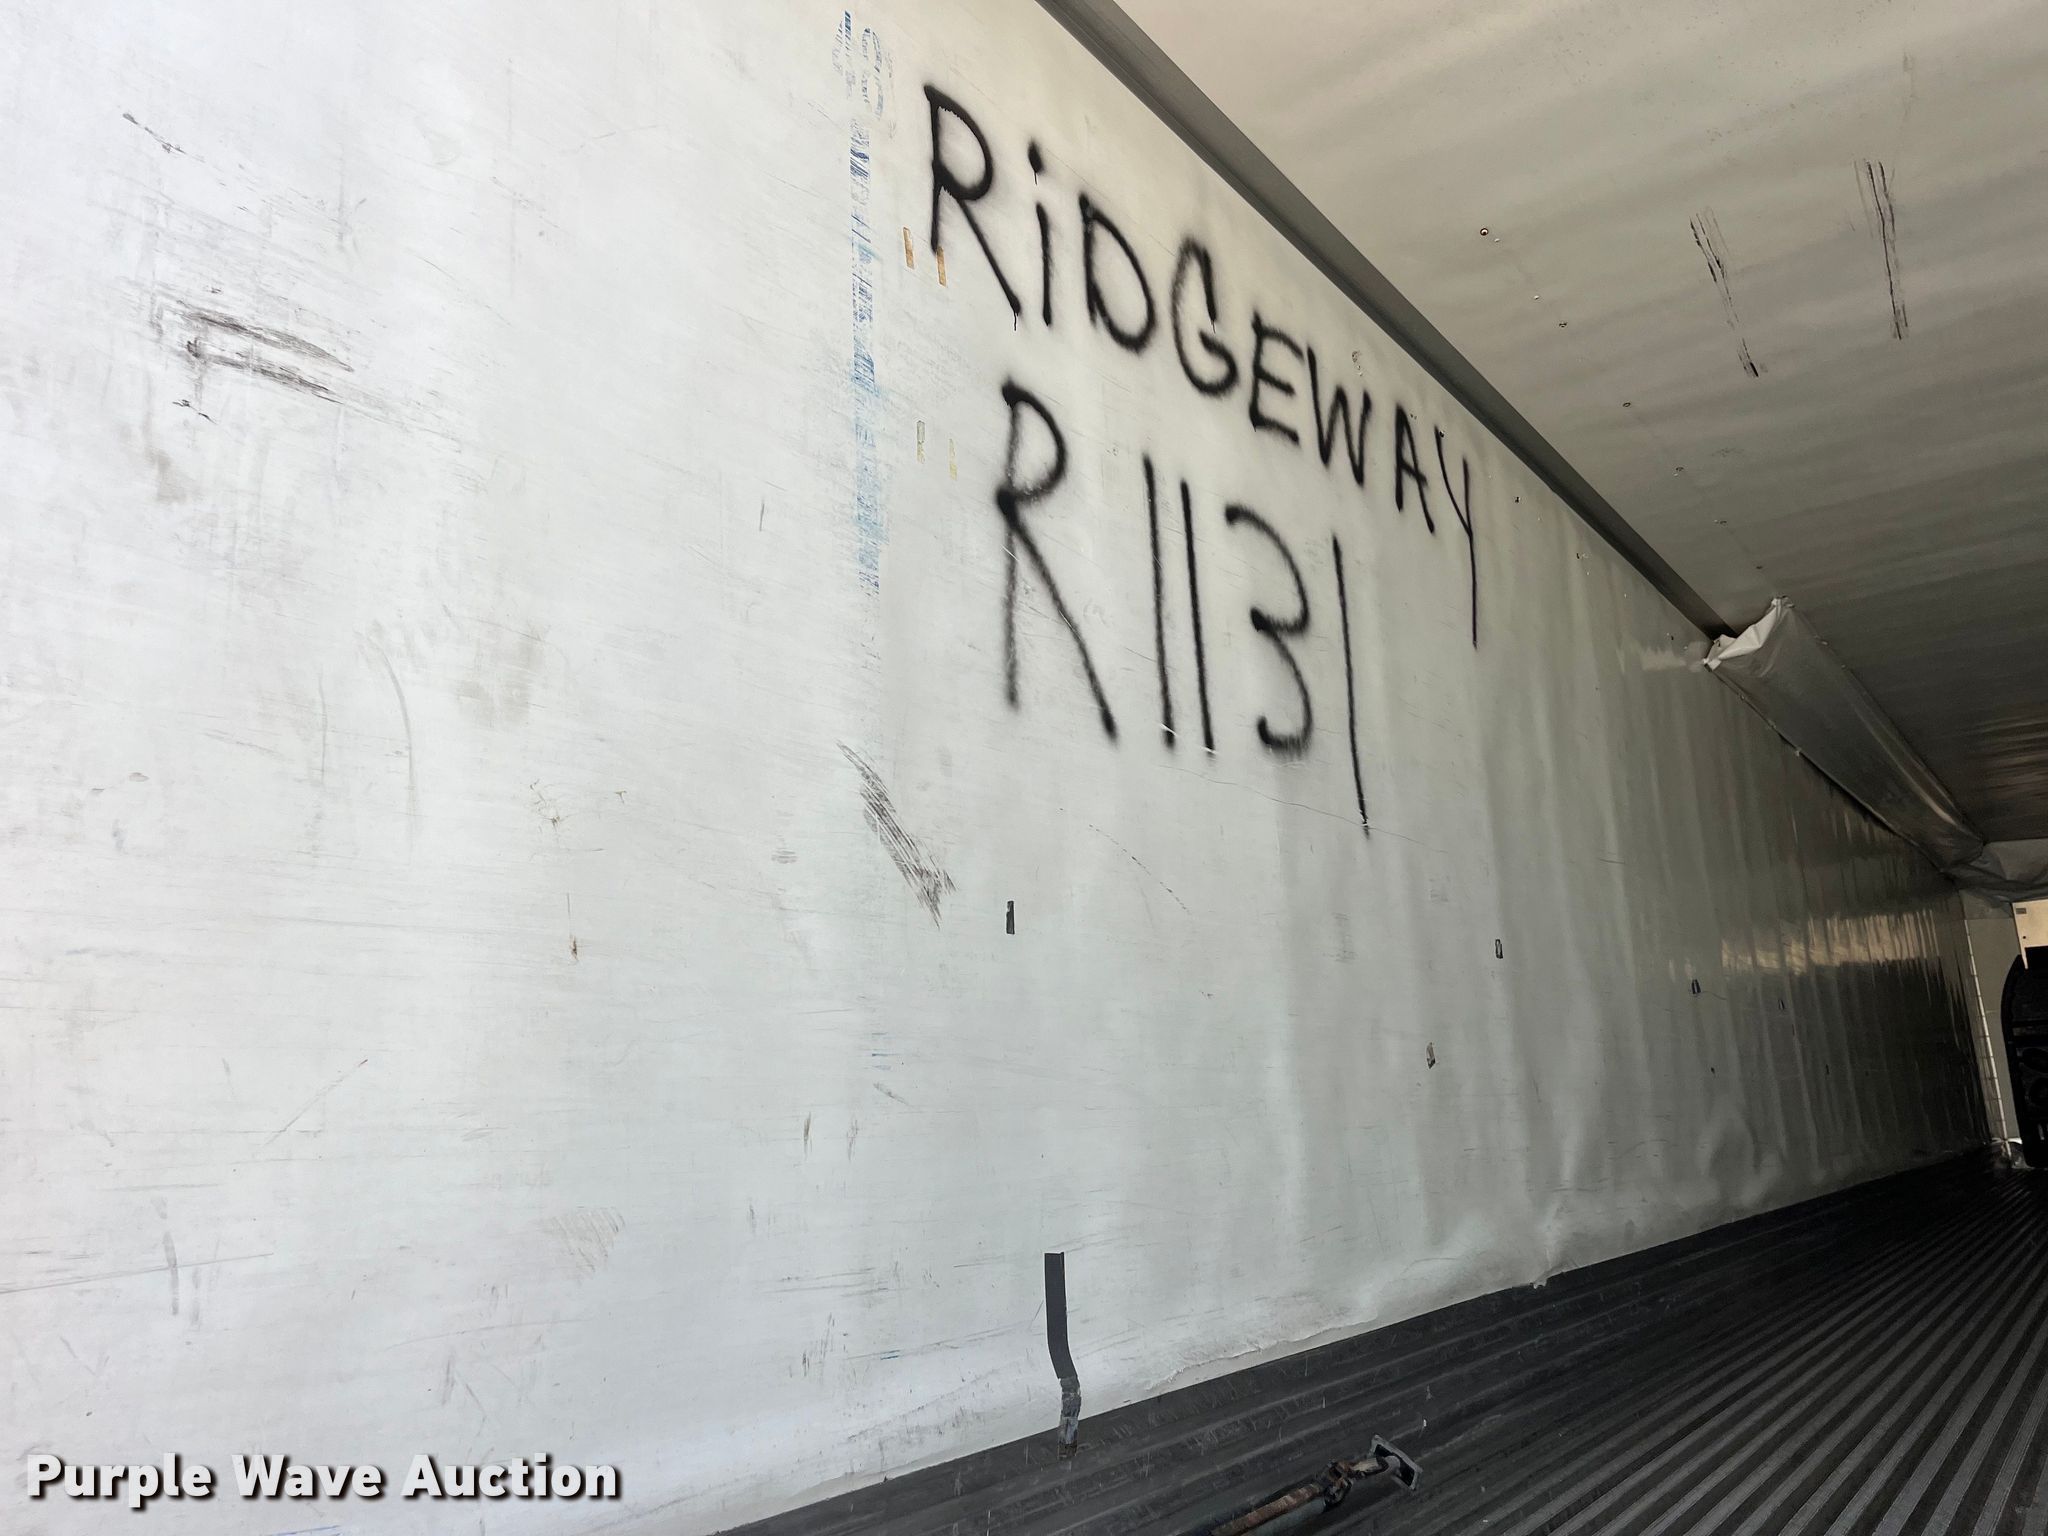 RiDGEWAY
R1131
Purple Wave Auction